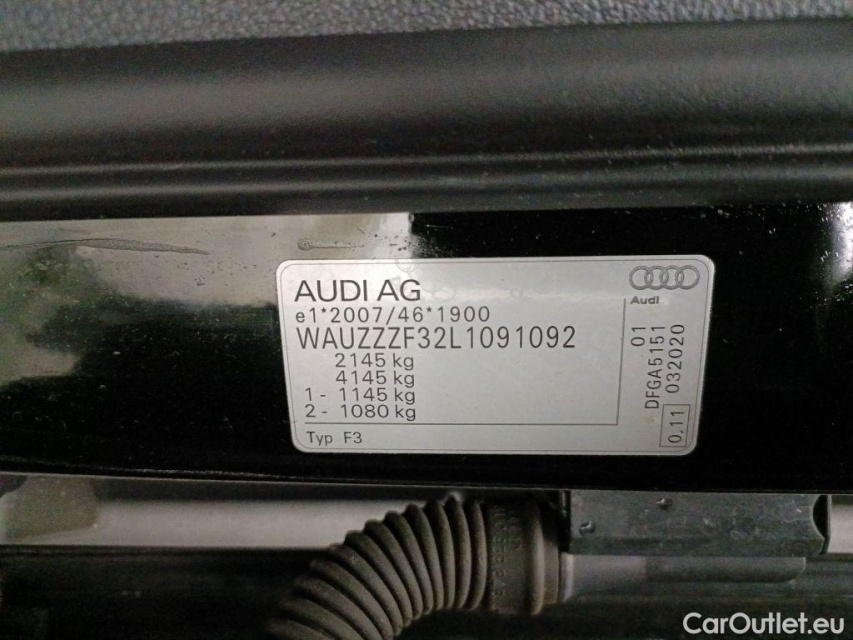 AUDI AG
e1*2007/46*1900
WAUZZZF32L1091092
2145 kg
4145 kg
1 - 1145 kg
2 - 1080 kg
Typ F3
Audi
01
DFGA5151
032020
0,11
CarOutlet.eu